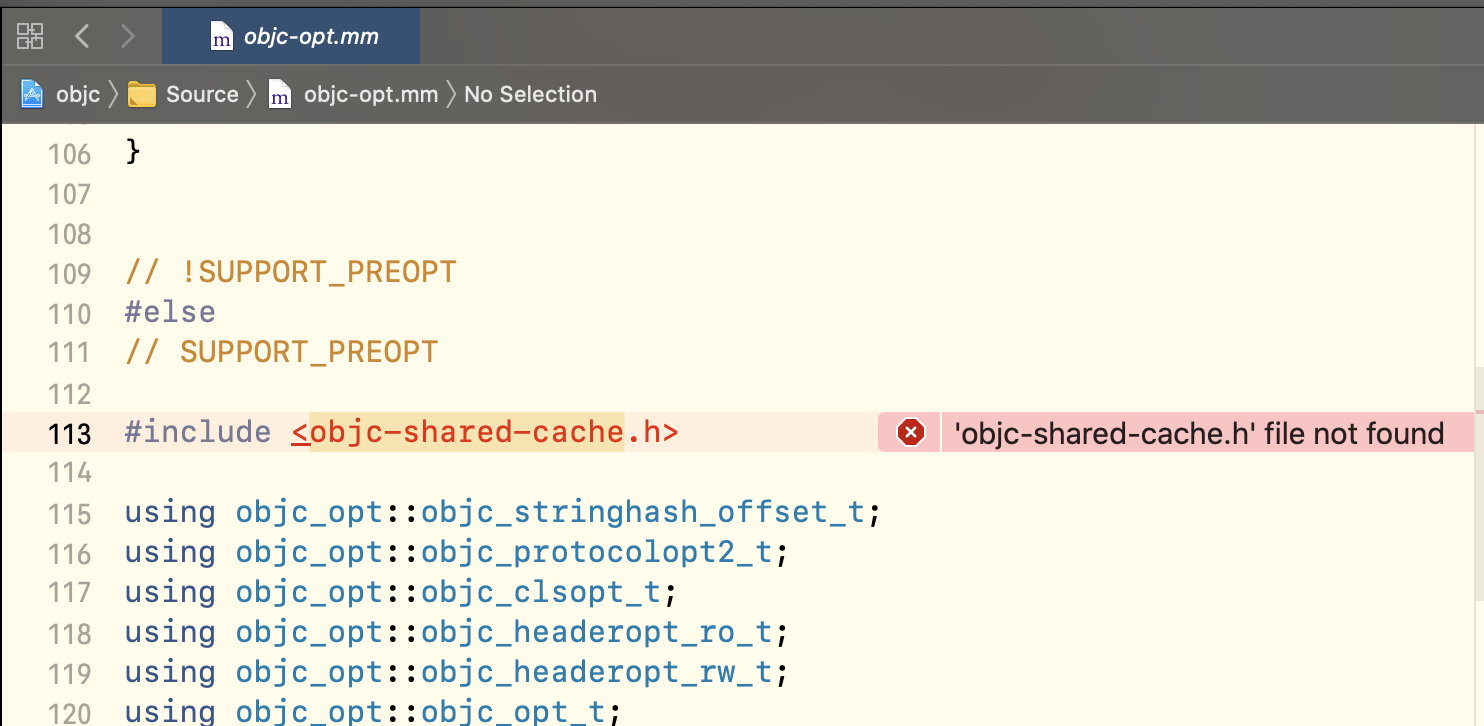 objc-opt.mm
objc Source objc-opt.mm No Selection
106 }
107
108
109 // !SUPPORT_PREOPT
110 #else
111 // SUPPORT_PREOPT
112
113 #include <objc-shared-cache.h> 'objc-shared-cache.h' file not found
114
115 using objc_opt::objc_stringhash_offset_t;
116 using objc_opt::objc_protocolopt2_t;
117 using objc_opt::objc_clsopt_t;
118 using objc_opt::objc_headeropt_ro_t;
119 using objc_opt::objc_headeropt_rw_t;
120 using objc_opt::objc_opt_t;